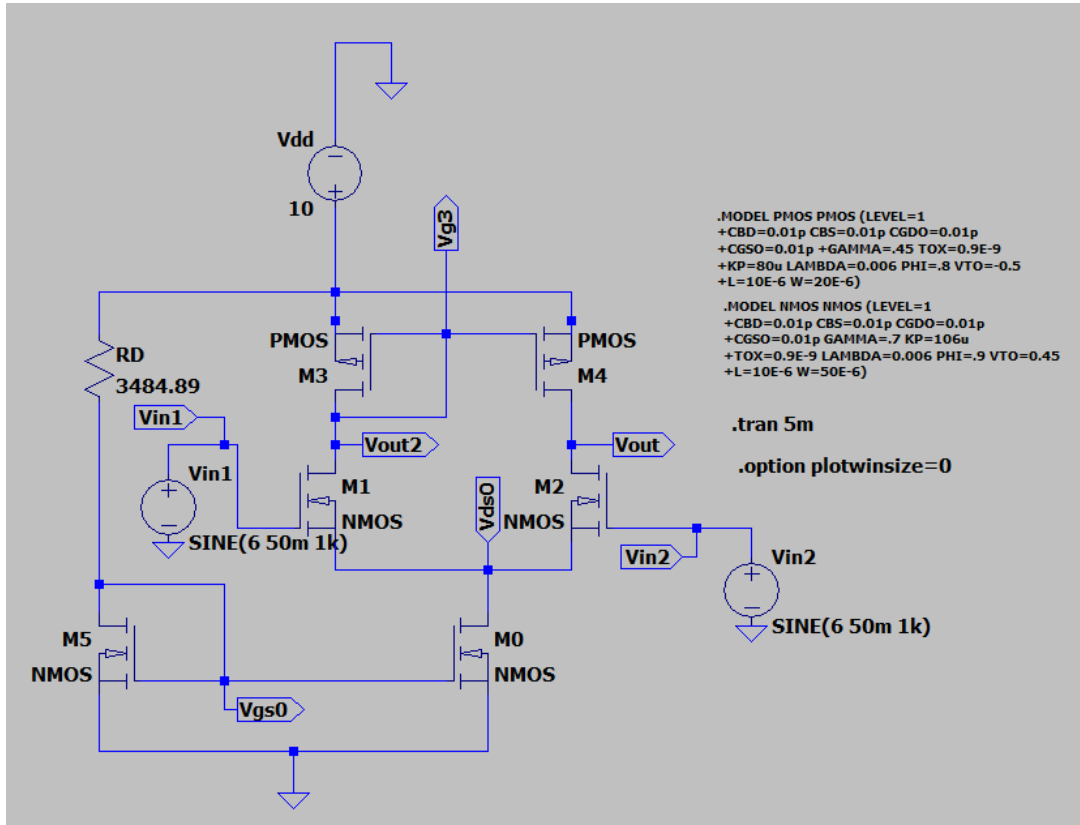 Vdd
10
Vg3
.MODEL PMOS PMOS (LEVEL=1
+CBD=0.01p CBS=0.01p CGDO=0.01p
+CGSO=0.01p +GAMMA=.45 TOX=0.9E-9
+KP=80u LAMBDA=0.006 PHI=.8 VTO=-0.5
+L=10E-6 W=20E-6)
.MODEL NMOS NMOS (LEVEL=1
+CBD=0.01p CBS=0.01p CGDO=0.01p
+CGSO=0.01p GAMMA=.7 KP=106u
+TOX=0.9E-9 LAMBDA=0.006 PHI=.9 VTO=0.45
+L=10E-6 W=50E-6)
PMOS
M3
PMOS
M4
RD
3484.89
Vin1
.tran 5m
.option plotwinsize=0
Vout2
Vout
Vin1
SINE(6 50m 1k)
M1
NMOS
Vds0
M2
NMOS
Vin2
Vin2
SINE(6 50m 1k)
M5
NMOS
M0
NMOS
Vgs0